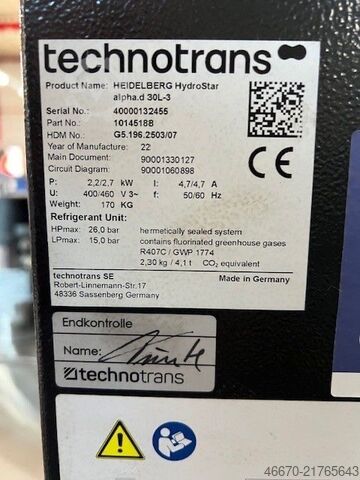 technotrans
Product Name: HEIDELBERG HydroStar
alpha.d 30L-3
Serial No.: 40000132455
Part No.: 10145188
HDM No.: G5.196.2503/07
Year of Manufacture: 22
Main Document: 90001330127
Circuit Diagram: 90001060898
P: 2,2/2,7 kW I: 4,7/4,7 A
U: 400/460 V 3~ f: 50/60 Hz
Weight: 170 KG
CE
Refrigerant Unit:
HPmax: 26,0 bar hermetically sealed system
LPmax: 15,0 bar contains fluorinated greenhouse gases
R407C / GWP 1774
2,30 kg / 4,1 t CO₂ equivalent
technotrans SE Made in Germany
Robert-Linnemann-Str.17
48336 Sassenberg Germany
Endkontrolle
Name:
technotrans
46670-21765643